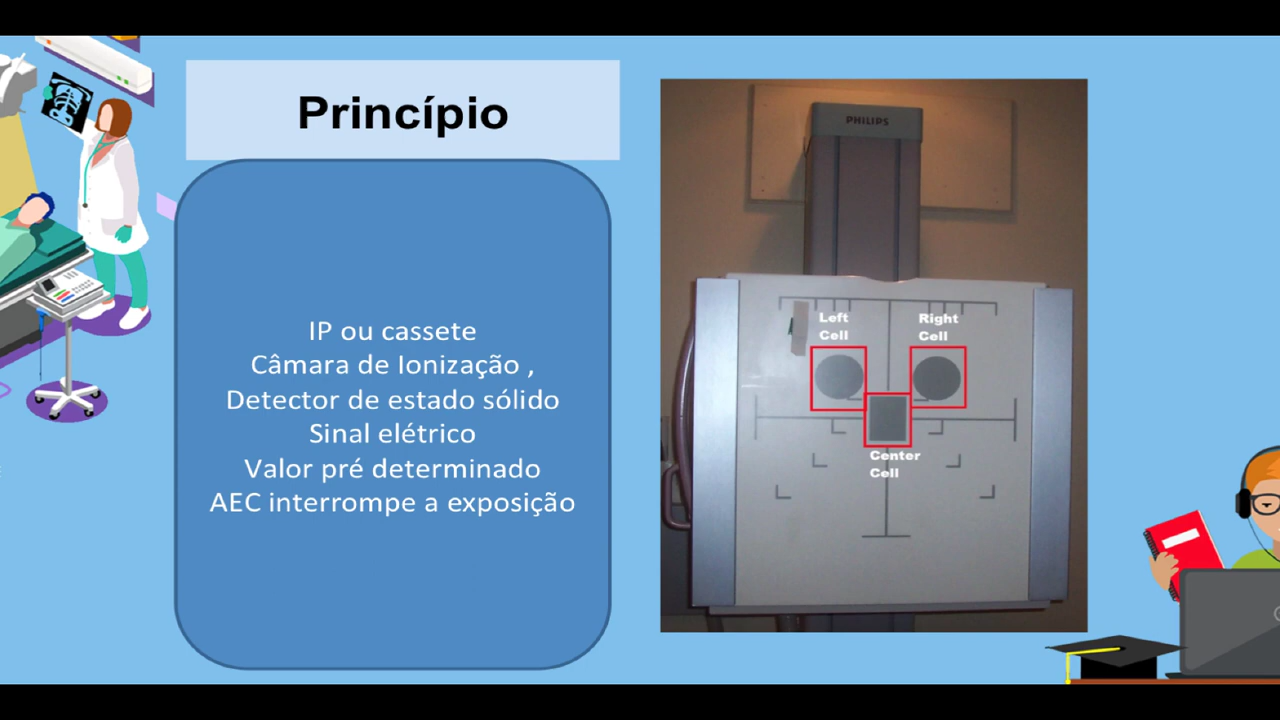 Princípio
IP ou cassete
Câmara de Ionização ,
Detector de estado sólido
Sinal elétrico
Valor pré determinado
AEC interrompe a exposição
PHILIPS
Left
Cell
Right
Cell
Center
Cell